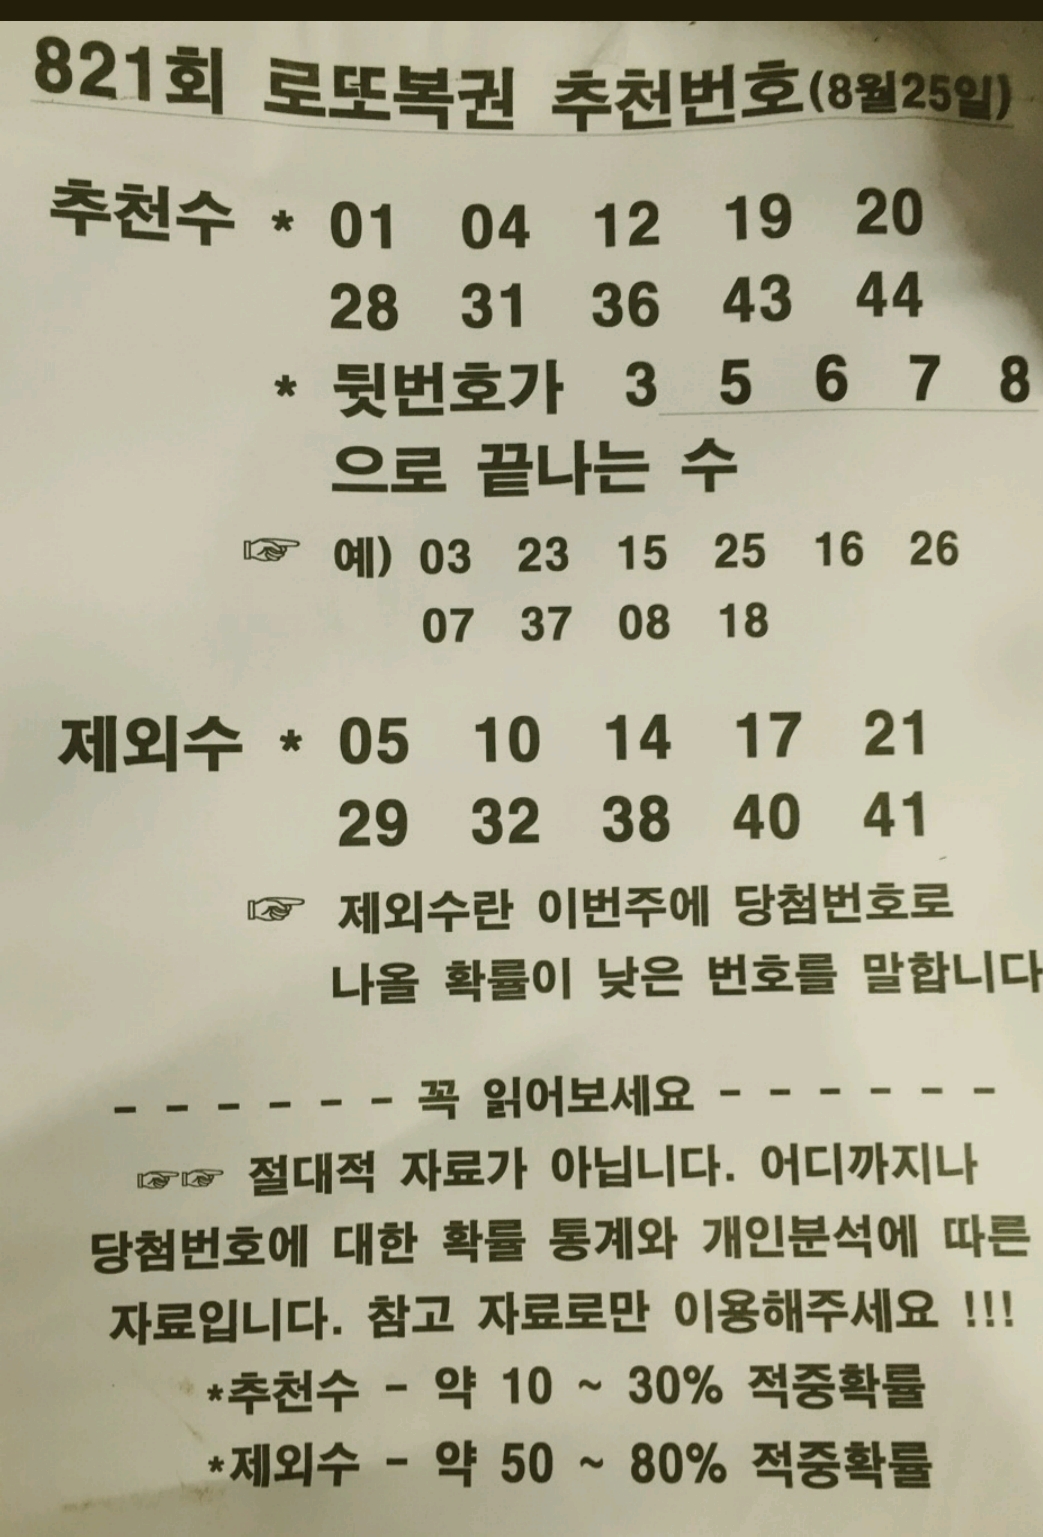 821회 로또복권 추천번호(8월25일)
추천수 * 01 04 12 19 20
28 31 36 43 44
* 뒷번호가 3 5 6 7 8
으로 끝나는 수
☞ 예) 03 23 15 25 16 26
07 37 08 18
제외수 * 05 10 14 17 21
29 32 38 40 41
☞ 제외수란 이번주에 당첨번호로
나올 확률이 낮은 번호를 말합니다
- - - - - - 꼭 읽어보세요 - - - - - -
☞☞ 절대적 자료가 아닙니다. 어디까지나
당첨번호에 대한 확률 통계와 개인분석에 따른
자료입니다. 참고 자료로만 이용해주세요 !!!
*추천수 - 약 10 ~ 30% 적중확률
*제외수 - 약 50 ~ 80% 적중확률